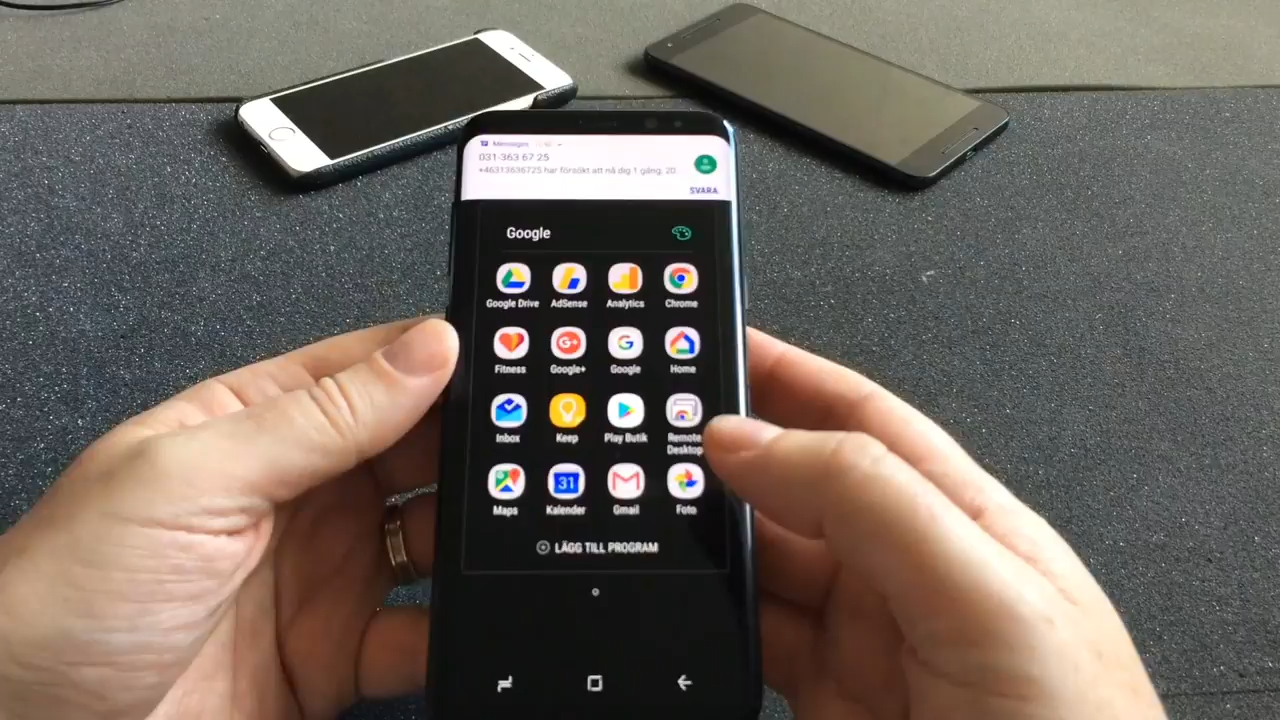 Messages
031-363 67 25
+46313636725 har försökt att nå dig 1 gång, 20
SVARA
Google
Google Drive AdSense Analytics Chrome
Fitness Google+ Google Home
Inbox Keep Play Butik Remote Desktop
31
Maps Kalender Gmail Foto
LÄGG TILL PROGRAM